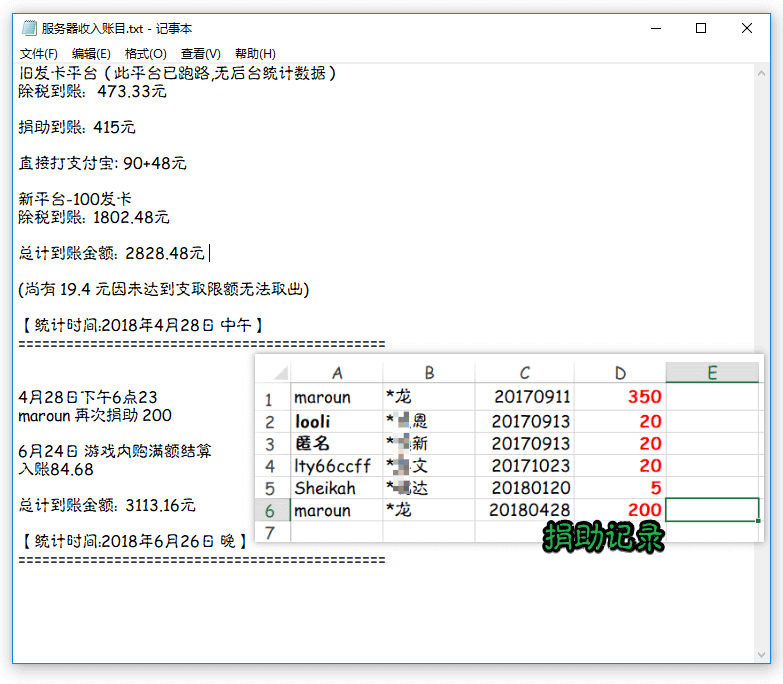 服务器收入账目.txt - 记事本
文件(F) 编辑(E) 格式(O) 查看(V) 帮助(H)
旧发卡平台（此平台已跑路,无后台统计数据）
除税到账: 473.33元
捐助到账: 415元
直接打支付宝: 90+48元
新平台-100发卡
除税到账: 1802.48元
总计到账金额: 2828.48元
(尚有 19.4 元因未达到支取限额无法取出)
【统计时间:2018年4月28日 中午】
==============================================
4月28日下午6点23
maroun 再次捐助 200
6月24日 游戏内购满额结算
入账84.68
总计到账金额: 3113.16元
【统计时间:2018年6月26日 晚】
==============================================
A B C D E
1 maroun *龙 20170911 350
2 looli * 恩 20170913 20
3 匿名 * 新 20170913 20
4 lty66ccff * 文 20171023 20
5 Sheikah * 达 20180120 5
6 maroun *龙 20180428 200
7
捐助记录